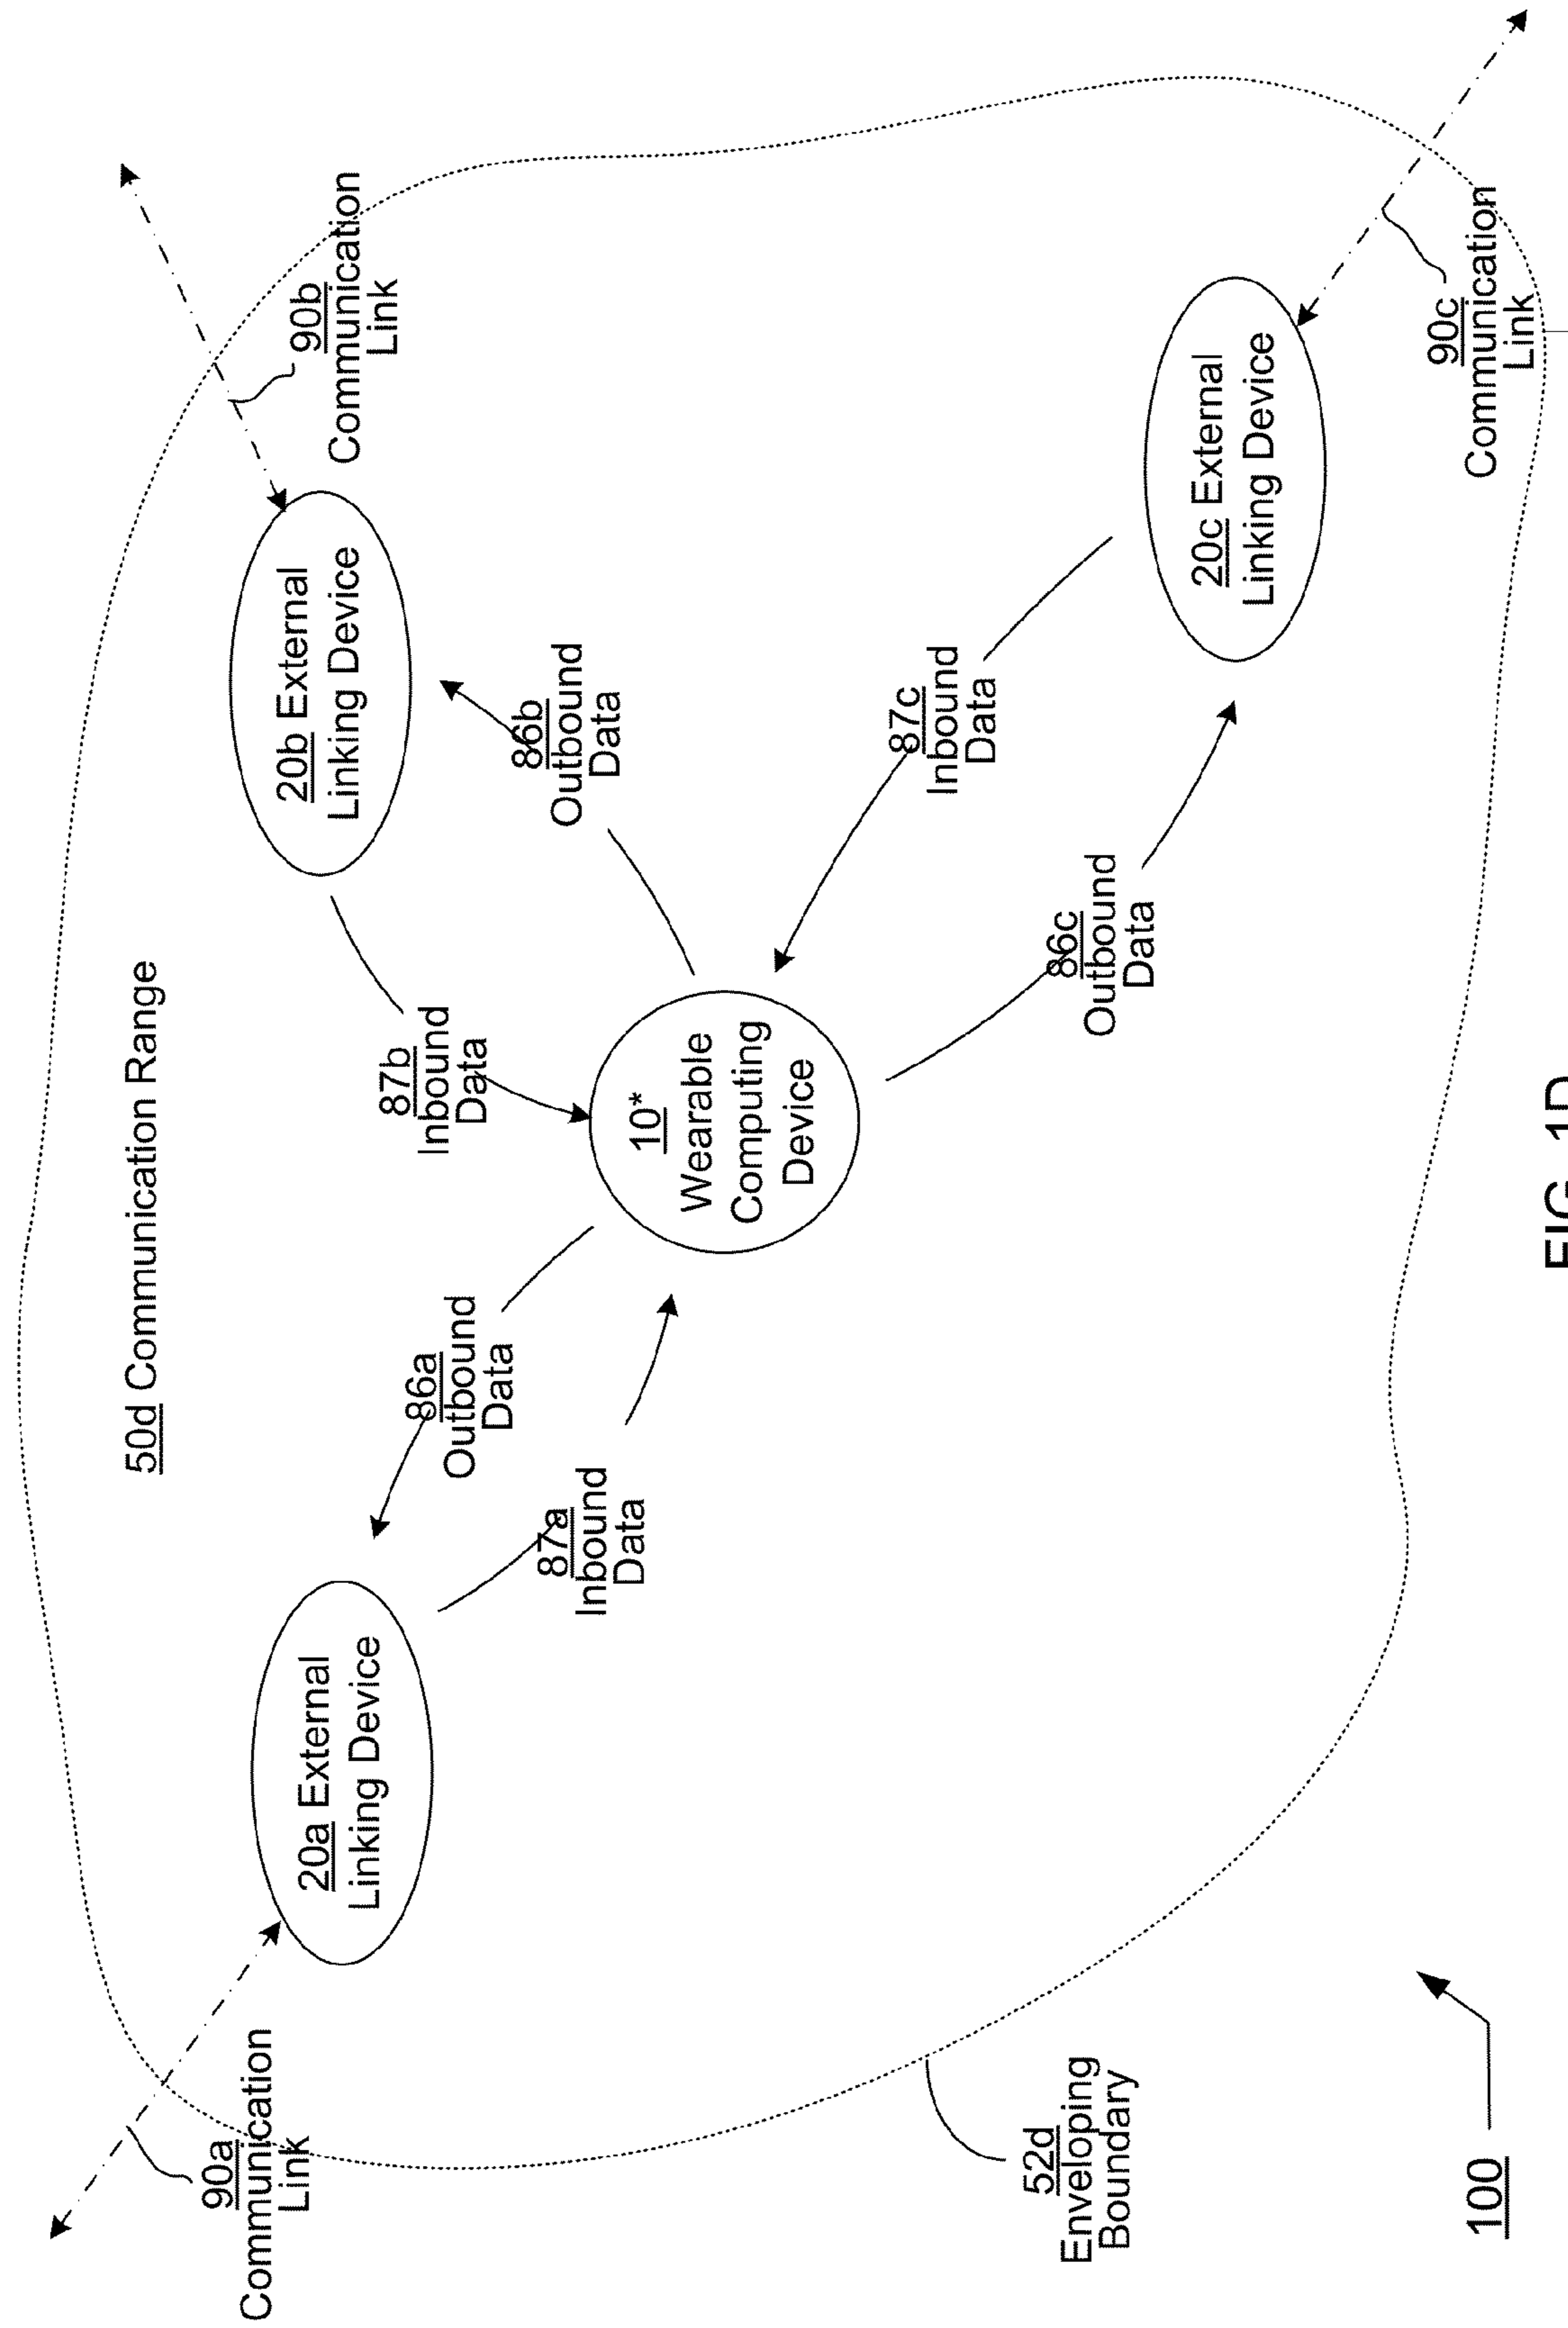 50d Communication Range
90a
Communication
Link
20a External
Linking Device
86a
Outbound
Data
87a
Inbound
Data
87b
Inbound
Data
20b External
Linking Device
86b
Outbound
Data
90b
Communication
Link
10*
Wearable
Computing
Device
87c
Inbound
Data
86c
Outbound
Data
20c External
Linking Device
90c
Communication
Link
52d
Enveloping
Boundary
100
FIG. 1D